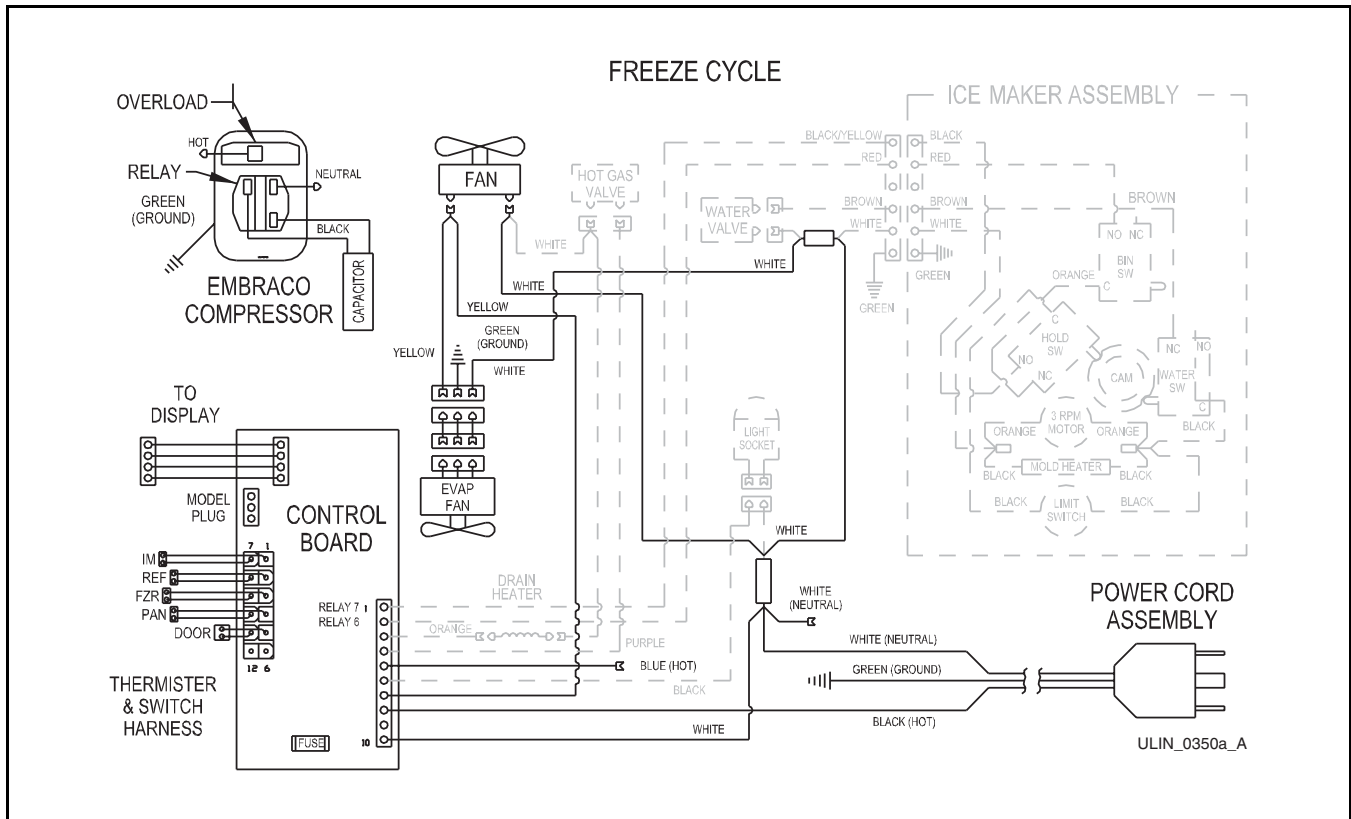 FREEZE CYCLE
OVERLOAD
HOT
RELAY
NEUTRAL
GREEN
(GROUND)
BLACK
CAPACITOR
EMBRACO
COMPRESSOR
FAN
HOT GAS
VALVE
WHITE
WHITE
YELLOW
YELLOW
GREEN
(GROUND)
WHITE
EVAP
FAN
WATER
VALVE
WHITE
BLACK/YELLOW
RED
BROWN
WHITE
GREEN
ICE MAKER ASSEMBLY
BLACK
RED
BROWN
WHITE
GREEN
BROWN
NO NC
BIN
SW
C
ORANGE
C
HOLD
SW
NO
NC
CAM
NC
NO
WATER
SW
C
BLACK
3 RPM
MOTOR
ORANGE
ORANGE
MOLD HEATER
BLACK
BLACK
BLACK
LIMIT
SWITCH
BLACK
LIGHT
SOCKET
WHITE
TO
DISPLAY
MODEL
PLUG
CONTROL
BOARD
7 1
IM
REF
FZR
PAN
DOOR
12 6
THERMISTER
& SWITCH
HARNESS
FUSE
RELAY 7 1
RELAY 6
10
DRAIN
HEATER
ORANGE
PURPLE
BLUE (HOT)
BLACK
WHITE
WHITE
(NEUTRAL)
WHITE (NEUTRAL)
GREEN (GROUND)
BLACK (HOT)
POWER CORD
ASSEMBLY
ULIN_0350a_A